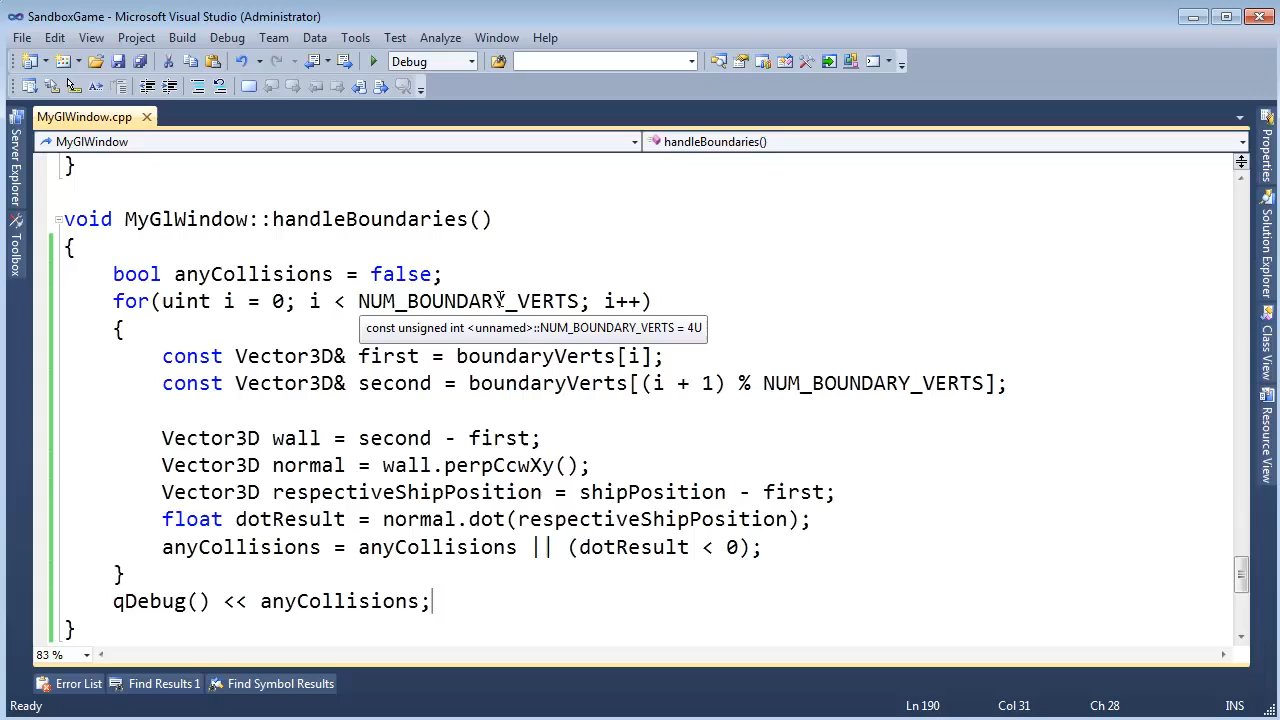 SandboxGame - Microsoft Visual Studio (Administrator)
File Edit View Project Build Debug Team Data Tools Test Analyze Window Help
Debug
MyGlWindow.cpp
MyGlWindow handleBoundaries()
}
void MyGlWindow::handleBoundaries()
{
bool anyCollisions = false;
for(uint i = 0; i < NUM_BOUNDARY_VERTS; i++)
{
const unsigned int <unnamed>::NUM_BOUNDARY_VERTS = 4U
const Vector3D& first = boundaryVerts[i];
const Vector3D& second = boundaryVerts[(i + 1) % NUM_BOUNDARY_VERTS];
Vector3D wall = second - first;
Vector3D normal = wall.perpCcwXy();
Vector3D respectiveShipPosition = shipPosition - first;
float dotResult = normal.dot(respectiveShipPosition);
anyCollisions = anyCollisions || (dotResult < 0);
}
qDebug() << anyCollisions;
}
83 %
Error List Find Results 1 Find Symbol Results
Ready Ln 190 Col 31 Ch 28 INS
Server Explorer
Toolbox
Properties
Solution Explorer
Class View
Resource View